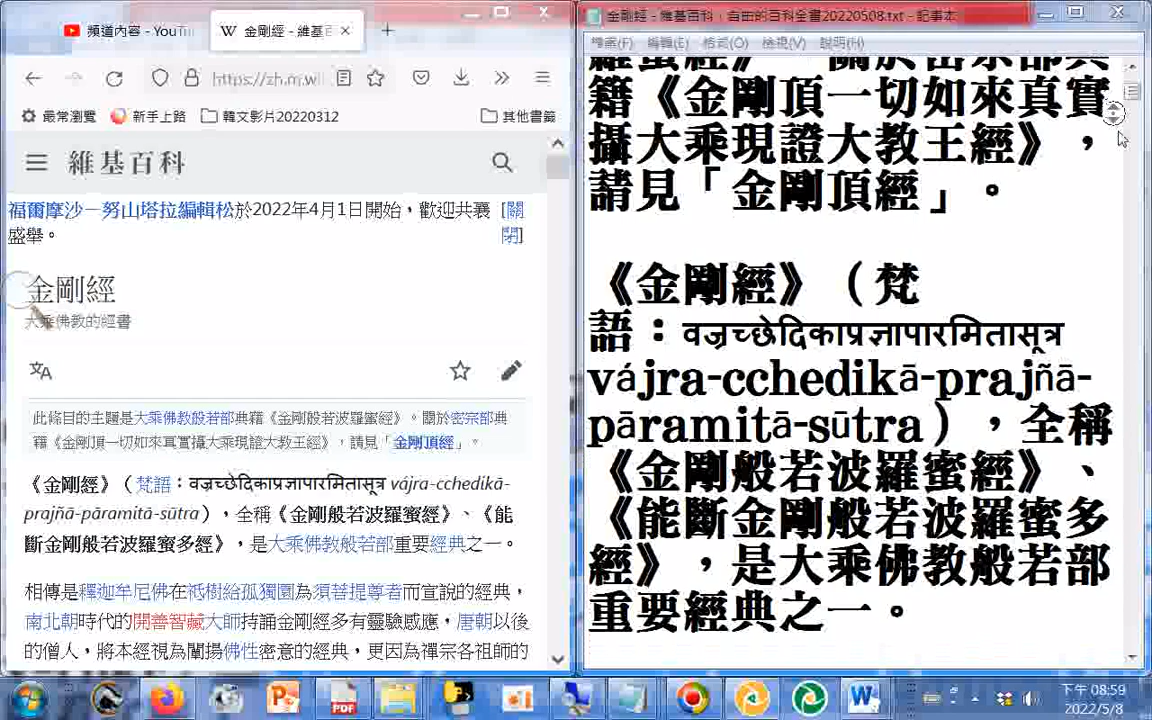 頻道內容 - YouTu
金剛經 - 維基百
https://zh.m.wi
最常瀏覽
新手上路
韓文影片20220312
其他書籤
維基百科
福爾摩沙－努山塔拉編輯松於2022年4月1日開始，歡迎共襄盛舉。
[關閉]
金剛經
大乘佛教的經書
此條目的主題是大乘佛教般若部典籍《金剛般若波羅蜜經》。關於密宗部典
籍《金剛頂一切如來真實攝大乘現證大教王經》，請見「金剛頂經」。
《金剛經》（梵語：वज्रच्छेदिकाप्रज्ञापारमितासूत्र vájra-cchedikā-
prajñā-pāramitā-sūtra），全稱《金剛般若波羅蜜經》、《能
斷金剛般若波羅蜜多經》，是大乘佛教般若部重要經典之一。
相傳是釋迦牟尼佛在祇樹給孤獨園為須菩提尊者而宣說的經典，
南北朝時代的開善智藏大師持誦金剛經多有靈驗感應，唐朝以後
的僧人，將本經視為闡揚佛性密意的經典，更因為禪宗各祖師的
金剛經 - 維基百科，自由的百科全書20220508.txt - 記事本
檔案(F) 編輯(E) 格式(O) 檢視(V) 說明(H)
籍《金剛頂一切如來真實
攝大乘現證大教王經》，
請見「金剛頂經」。
《金剛經》（梵
語：वज्रच्छेदिकाप्रज्ञापारमितासूत्र
vájra-cchedikā-prajñā-
pāramitā-sūtra），全稱
《金剛般若波羅蜜經》、
《能斷金剛般若波羅蜜多
經》，是大乘佛教般若部
重要經典之一。
下午 08:59
2022/5/8